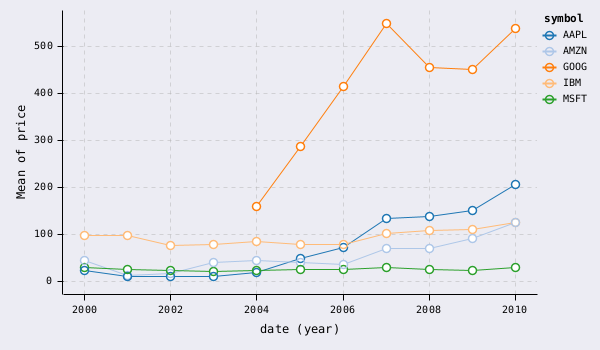 symbol
AAPL
AMZN
GOOG
IBM
MSFT
Mean of price
500
400
300
200
100
0
2000
2002
2004
2006
2008
2010
date (year)